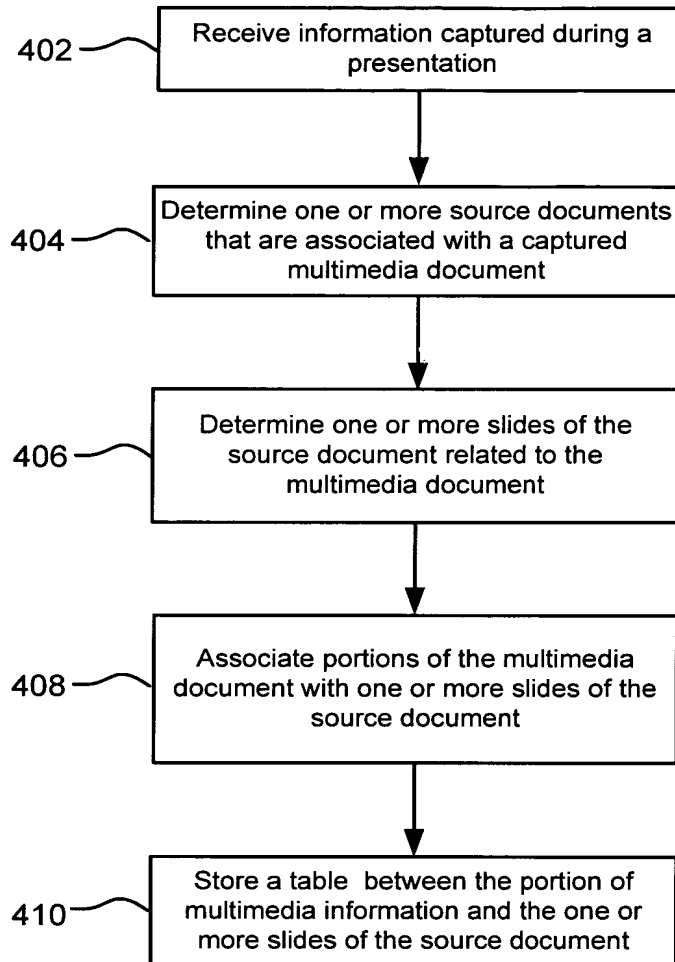 402
Receive information captured during a
presentation
404
Determine one or more source documents
that are associated with a captured
multimedia document
406
Determine one or more slides of the
source document related to the
multimedia document
408
Associate portions of the multimedia
document with one or more slides of the
source document
410
Store a table between the portion of
multimedia information and the one or
more slides of the source document